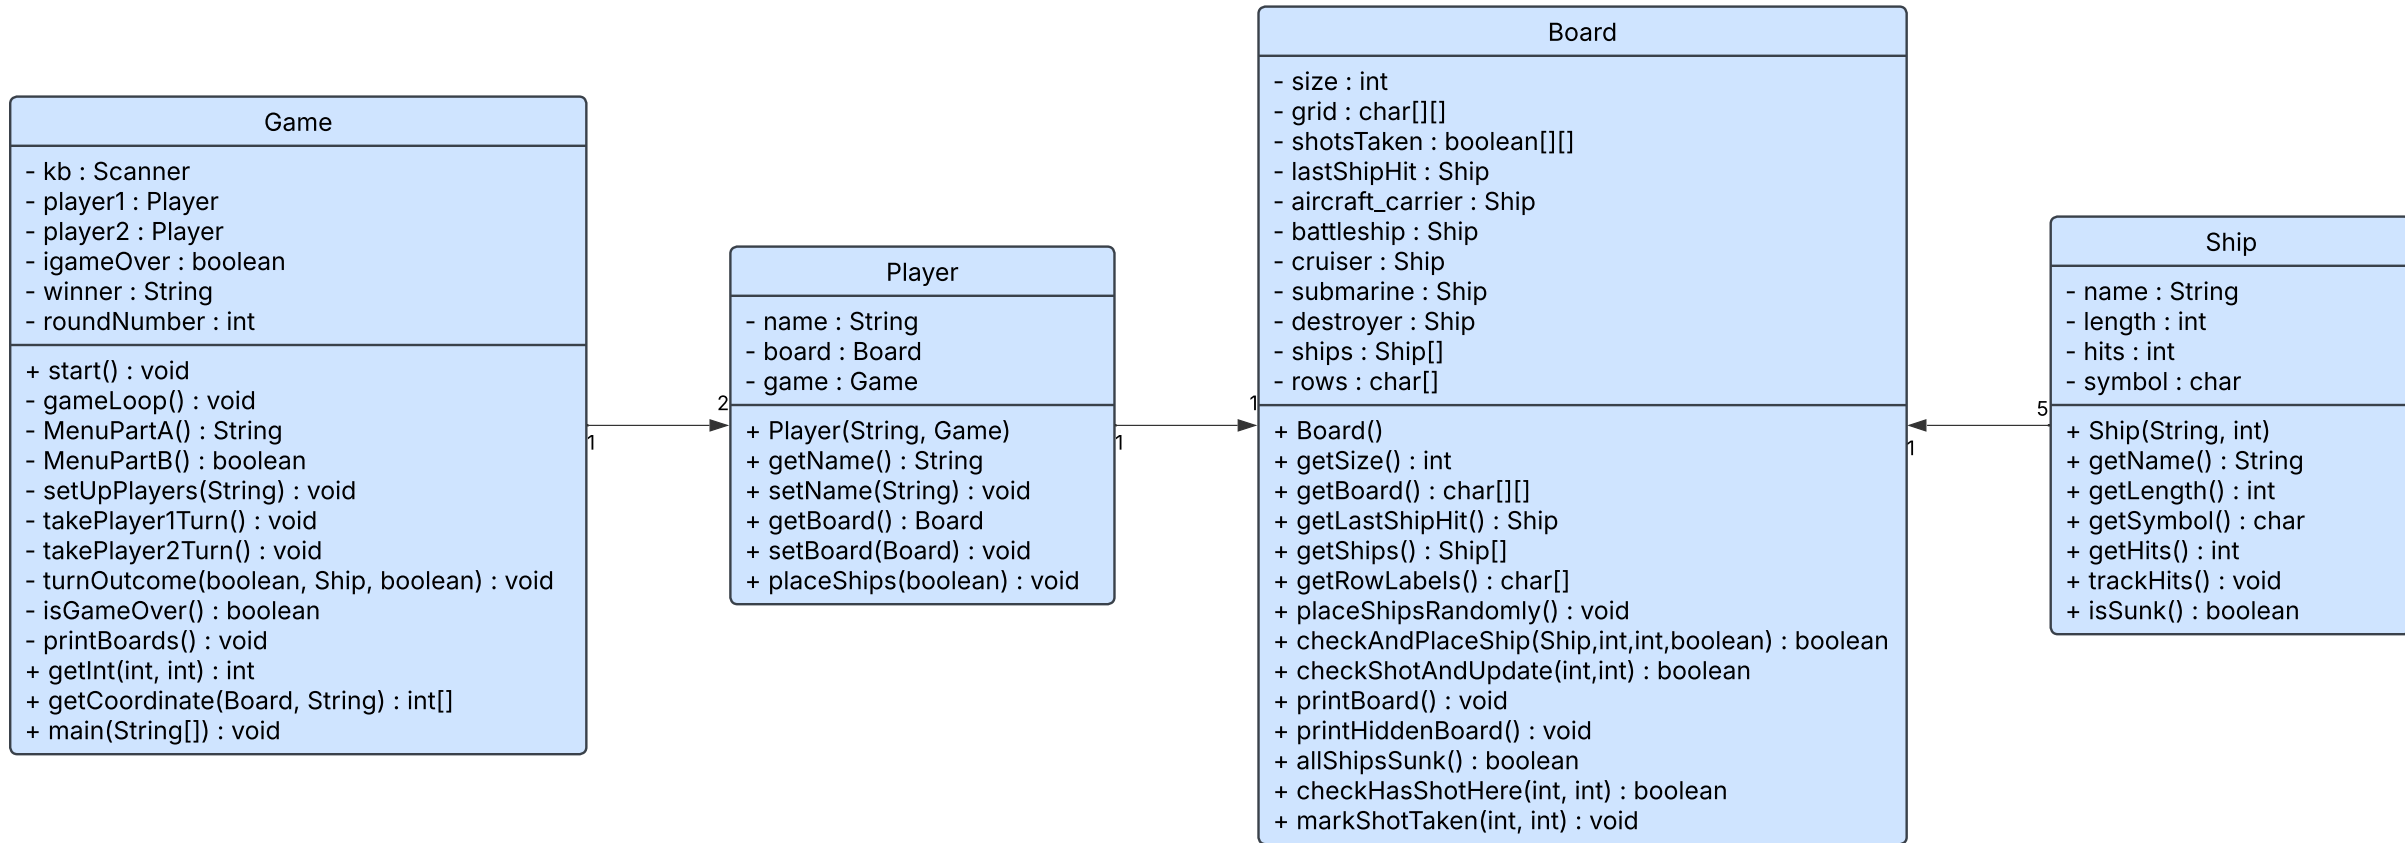 Game
- kb : Scanner
- player1 : Player
- player2 : Player
- igameOver : boolean
- winner : String
- roundNumber : int
+ start() : void
- gameLoop() : void
- MenuPartA() : String
- MenuPartB() : boolean
- setUpPlayers(String) : void
- takePlayer1Turn() : void
- takePlayer2Turn() : void
- turnOutcome(boolean, Ship, boolean) : void
- isGameOver() : boolean
- printBoards() : void
+ getInt(int, int) : int
+ getCoordinate(Board, String) : int[]
+ main(String[]) : void
1
2
Player
- name : String
- board : Board
- game : Game
+ Player(String, Game)
+ getName() : String
+ setName(String) : void
+ getBoard() : Board
+ setBoard(Board) : void
+ placeShips(boolean) : void
1
1
Board
- size : int
- grid : char[][]
- shotsTaken : boolean[][]
- lastShipHit : Ship
- aircraft_carrier : Ship
- battleship : Ship
- cruiser : Ship
- submarine : Ship
- destroyer : Ship
- ships : Ship[]
- rows : char[]
+ Board()
+ getSize() : int
+ getBoard() : char[][]
+ getLastShipHit() : Ship
+ getShips() : Ship[]
+ getRowLabels() : char[]
+ placeShipsRandomly() : void
+ checkAndPlaceShip(Ship,int,int,boolean) : boolean
+ checkShotAndUpdate(int,int) : boolean
+ printBoard() : void
+ printHiddenBoard() : void
+ allShipsSunk() : boolean
+ checkHasShotHere(int, int) : boolean
+ markShotTaken(int, int) : void
1
5
Ship
- name : String
- length : int
- hits : int
- symbol : char
+ Ship(String, int)
+ getName() : String
+ getLength() : int
+ getSymbol() : char
+ getHits() : int
+ trackHits() : void
+ isSunk() : boolean